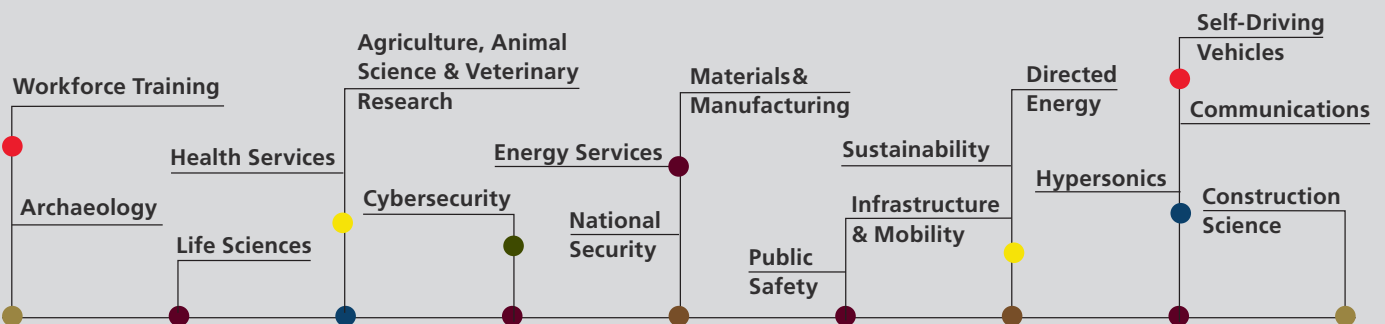 Workforce Training
Archaeology
Health Services
Life Sciences
Agriculture, Animal
Science & Veterinary
Research
Cybersecurity
Energy Services
National
Security
Materials&
Manufacturing
Public
Safety
Sustainability
Infrastructure
& Mobility
Directed
Energy
Hypersonics
Self-Driving
Vehicles
Communications
Construction
Science